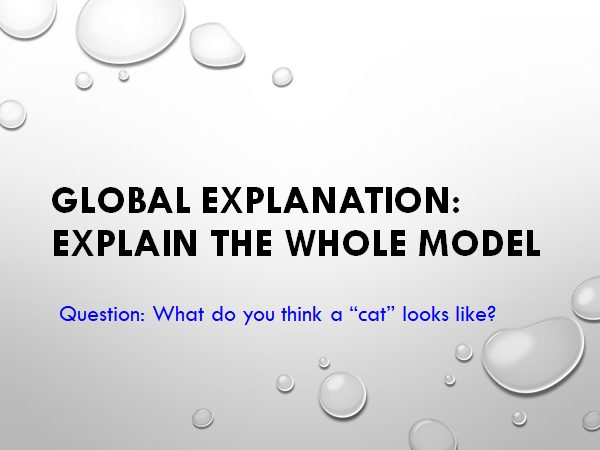 GLOBAL EXPLANATION:
EXPLAIN THE WHOLE MODEL
Question: What do you think a “cat” looks like?